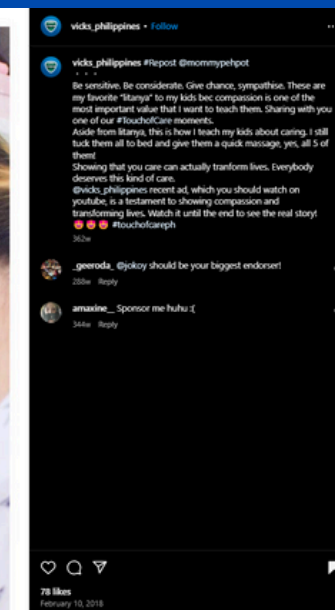 vicks_philippines • Follow
vicks_philippines #Repost @mommypehpot
・・・
Be sensitive. Be considerate. Give chance, sympathise. These are
my favorite "litanya" to my kids bec compassion is one of the
most important value that I want to teach them. Sharing with you
one of our #TouchofCare moments.
Aside from litanya, this is how I teach my kids about caring. I still
tuck them all to bed and give them a quick massage, yes, all 5 of
them!
Showing that you care can actually tranform lives. Everybody
deserves this kind of care.
@vicks_philippines recent ad, which you should watch on
youtube, is a testament to showing compassion and
transforming lives. Watch it until the end to see the real story!
#touchofcareph
362w
_geeroda_ @jokoy should be your biggest endorser!
288w Reply
amaxine__ Sponsor me huhu :(
344w Reply
78 likes
February 10, 2018